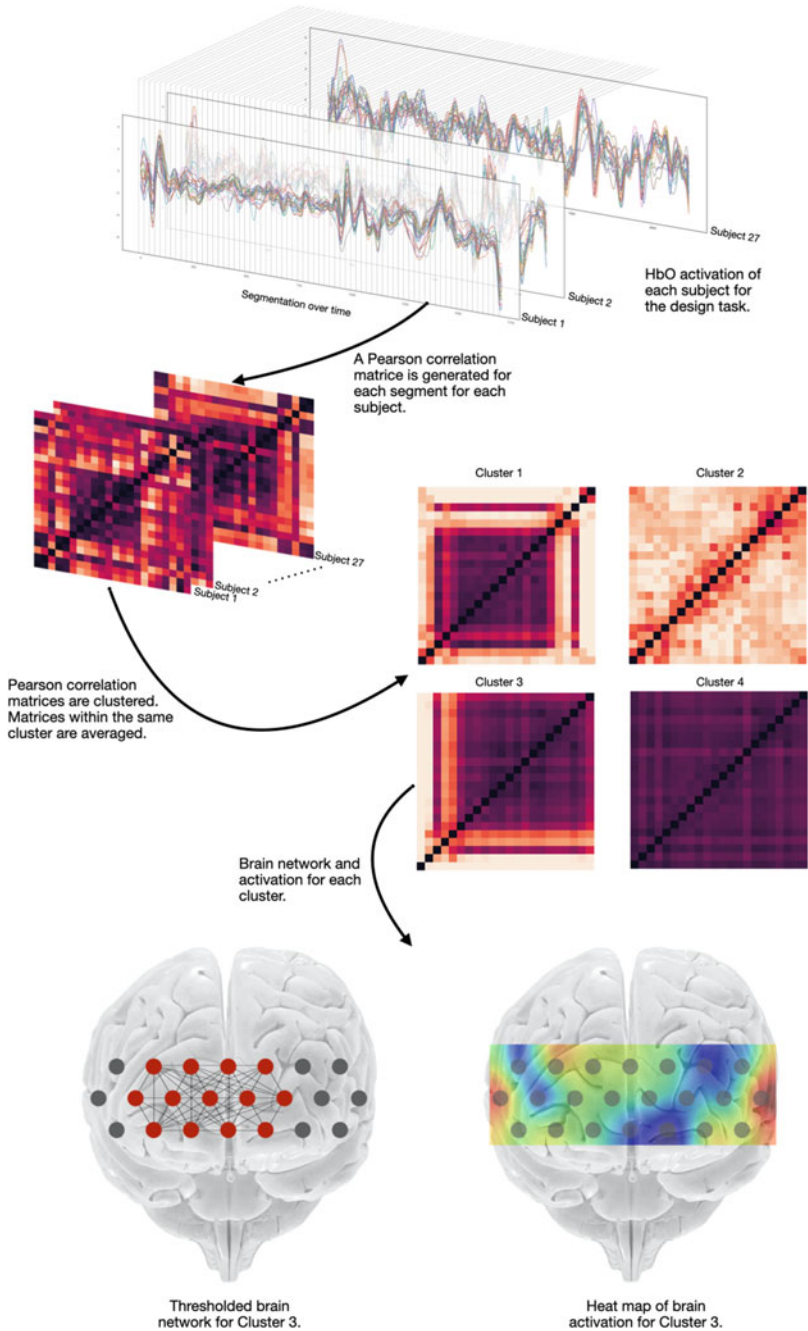 Subject 27
HbO activation of
each subject for
the design task.
Subject 2
Segmentation over time
Subject 1
A Pearson correlation
matrice is generated for
each segment for each
subject.
Cluster 1
Cluster 2
Subject 27
Subject 2
Subject 1
Pearson correlation
matrices are clustered.
Matrices within the same
cluster are averaged.
Cluster 3
Cluster 4
Brain network and
activation for each
cluster.
Thresholded brain
network for Cluster 3.
Heat map of brain
activation for Cluster 3.